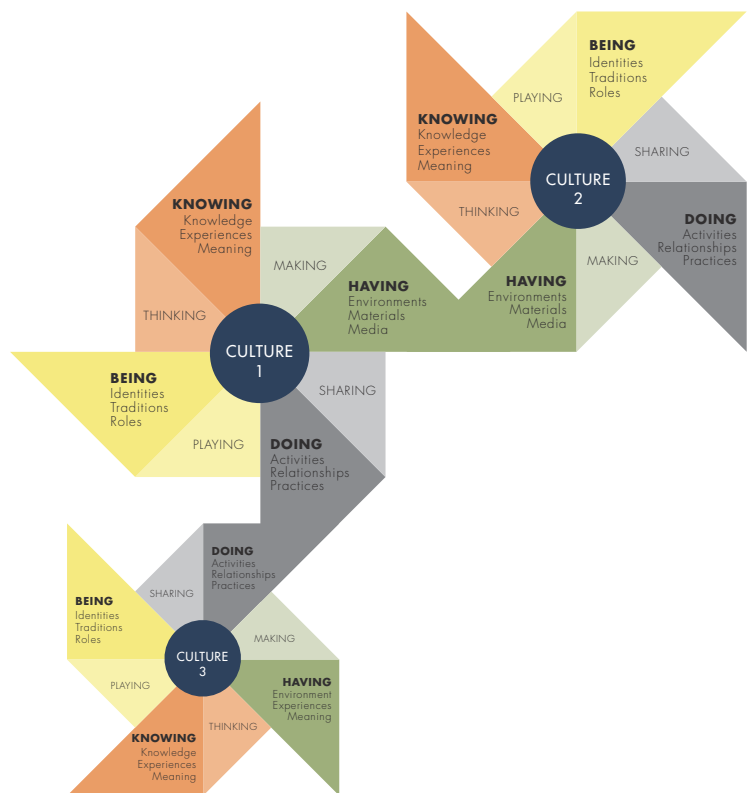 BEING
Identities
Traditions
Roles
PLAYING
KNOWING
Knowledge
Experiences
Meaning
SHARING
CULTURE
2
THINKING
DOING
Activities
Relationships
Practices
MAKING
HAVING
Environments
Materials
Media
KNOWING
Knowledge
Experiences
Meaning
MAKING
HAVING
Environments
Materials
Media
THINKING
CULTURE
1
BEING
Identities
Traditions
Roles
SHARING
PLAYING
DOING
Activities
Relationships
Practices
DOING
Activities
Relationships
Practices
SHARING
BEING
Identities
Traditions
Roles
MAKING
CULTURE
3
PLAYING
HAVING
Environment
Experiences
Meaning
THINKING
KNOWING
Knowledge
Experiences
Meaning